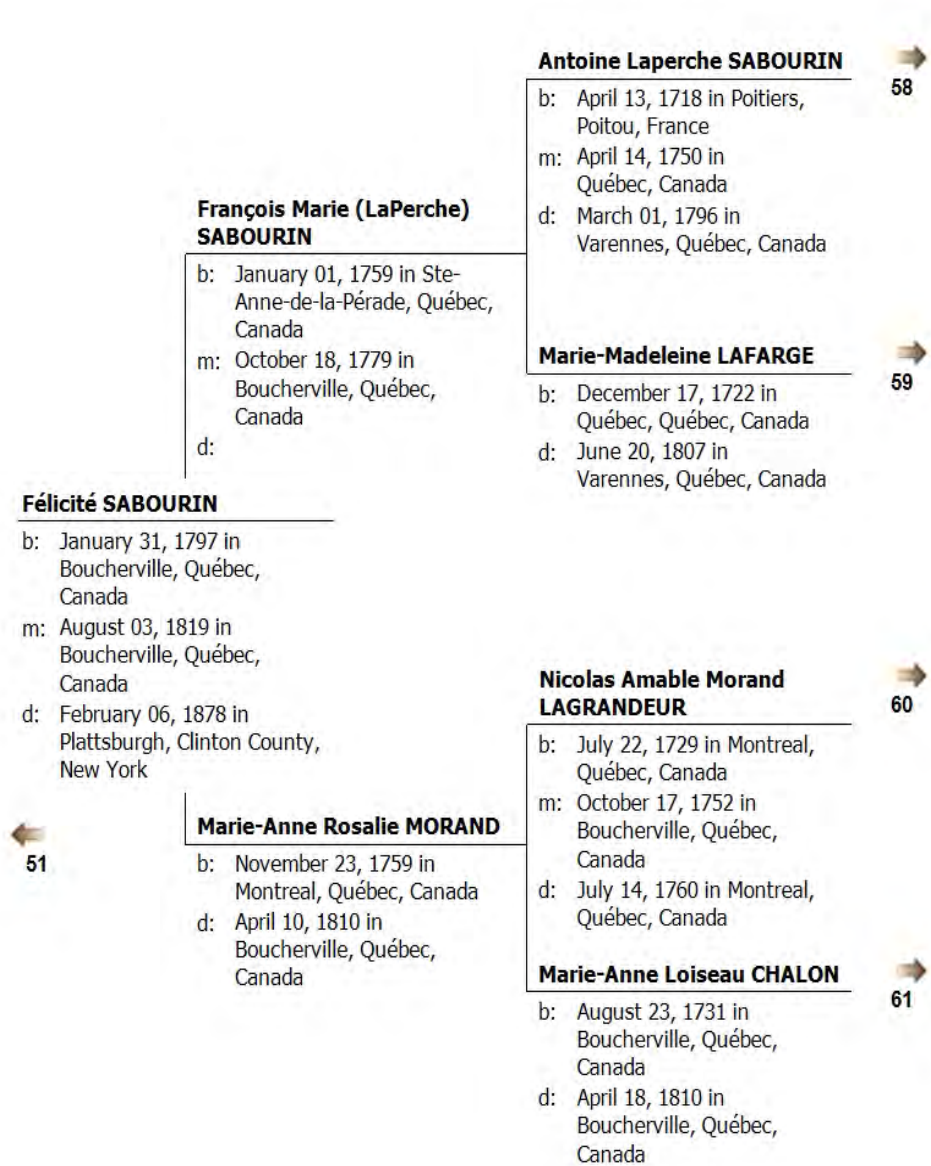 Antoine Laperche SABOURIN
58
b: April 13, 1718 in Poitiers,
Poitou, France
m: April 14, 1750 in
Québec, Canada
d: March 01, 1796 in
Varennes, Québec, Canada
François Marie (LaPerche)
SABOURIN
b: January 01, 1759 in Ste-
Anne-de-la-Pérade, Québec,
Canada
m: October 18, 1779 in
Boucherville, Québec,
Canada
d:
Marie-Madeleine LAFARGE
59
b: December 17, 1722 in
Québec, Québec, Canada
d: June 20, 1807 in
Varennes, Québec, Canada
Félicité SABOURIN
b: January 31, 1797 in
Boucherville, Québec,
Canada
m: August 03, 1819 in
Boucherville, Québec,
Canada
d: February 06, 1878 in
Plattsburgh, Clinton County,
New York
51
Nicolas Amable Morand
LAGRANDEUR
60
b: July 22, 1729 in Montreal,
Québec, Canada
m: October 17, 1752 in
Boucherville, Québec,
Canada
d: July 14, 1760 in Montreal,
Québec, Canada
Marie-Anne Rosalie MORAND
b: November 23, 1759 in
Montreal, Québec, Canada
d: April 10, 1810 in
Boucherville, Québec,
Canada
Marie-Anne Loiseau CHALON
61
b: August 23, 1731 in
Boucherville, Québec,
Canada
d: April 18, 1810 in
Boucherville, Québec,
Canada